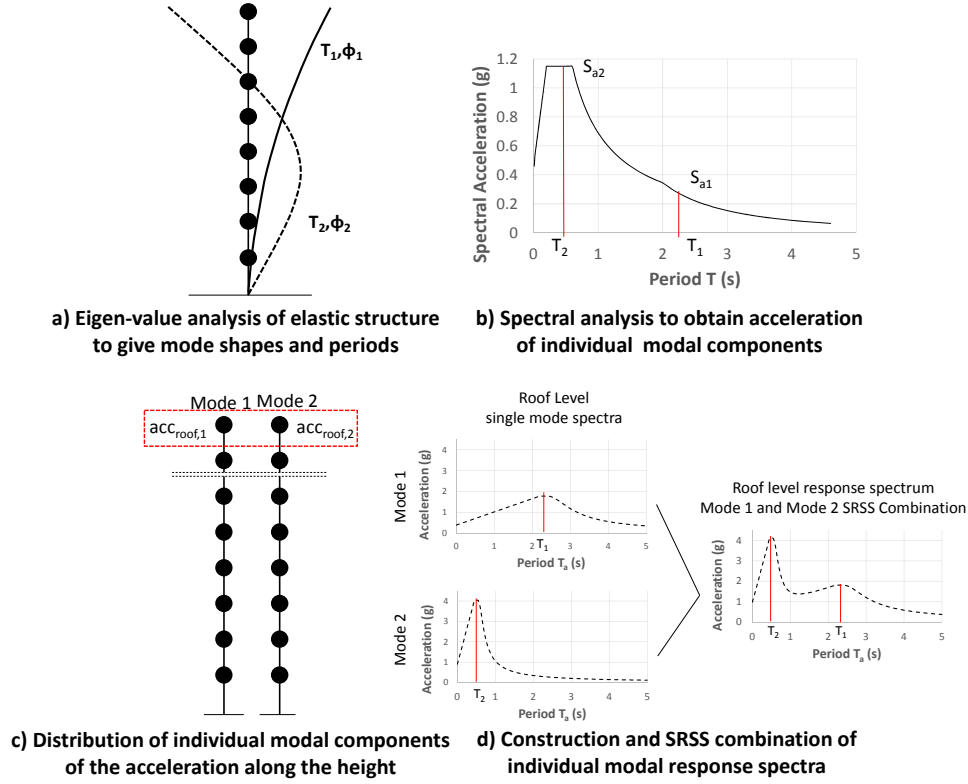 T1,ϕ1
T2,ϕ2
a) Eigen-value analysis of elastic structure
to give mode shapes and periods
Spectral Acceleration (g)
1.2
1
0.8
0.6
0.4
0.2
0
Sa2
Sa1
T2
T1
0 1 2 3 4 5
Period T (s)
b) Spectral analysis to obtain acceleration
of individual modal components
Mode 1 Mode 2
accroof,1 accroof,2
c) Distribution of individual modal components
of the acceleration along the height
Roof Level
single mode spectra
Mode 1
Acceleration (g)
4
3
2
1
0
0 1 2 3 4 5
T1
Period Ta (s)
Mode 2
Acceleration (g)
4
3
2
1
0
0 1 2 3 4 5
T2
Period Ta (s)
Roof level response spectrum
Mode 1 and Mode 2 SRSS Combination
Acceleration (g)
4
3
2
1
0
0 1 2 3 4 5
T2 T1
Period Ta (s)
d) Construction and SRSS combination of
individual modal response spectra